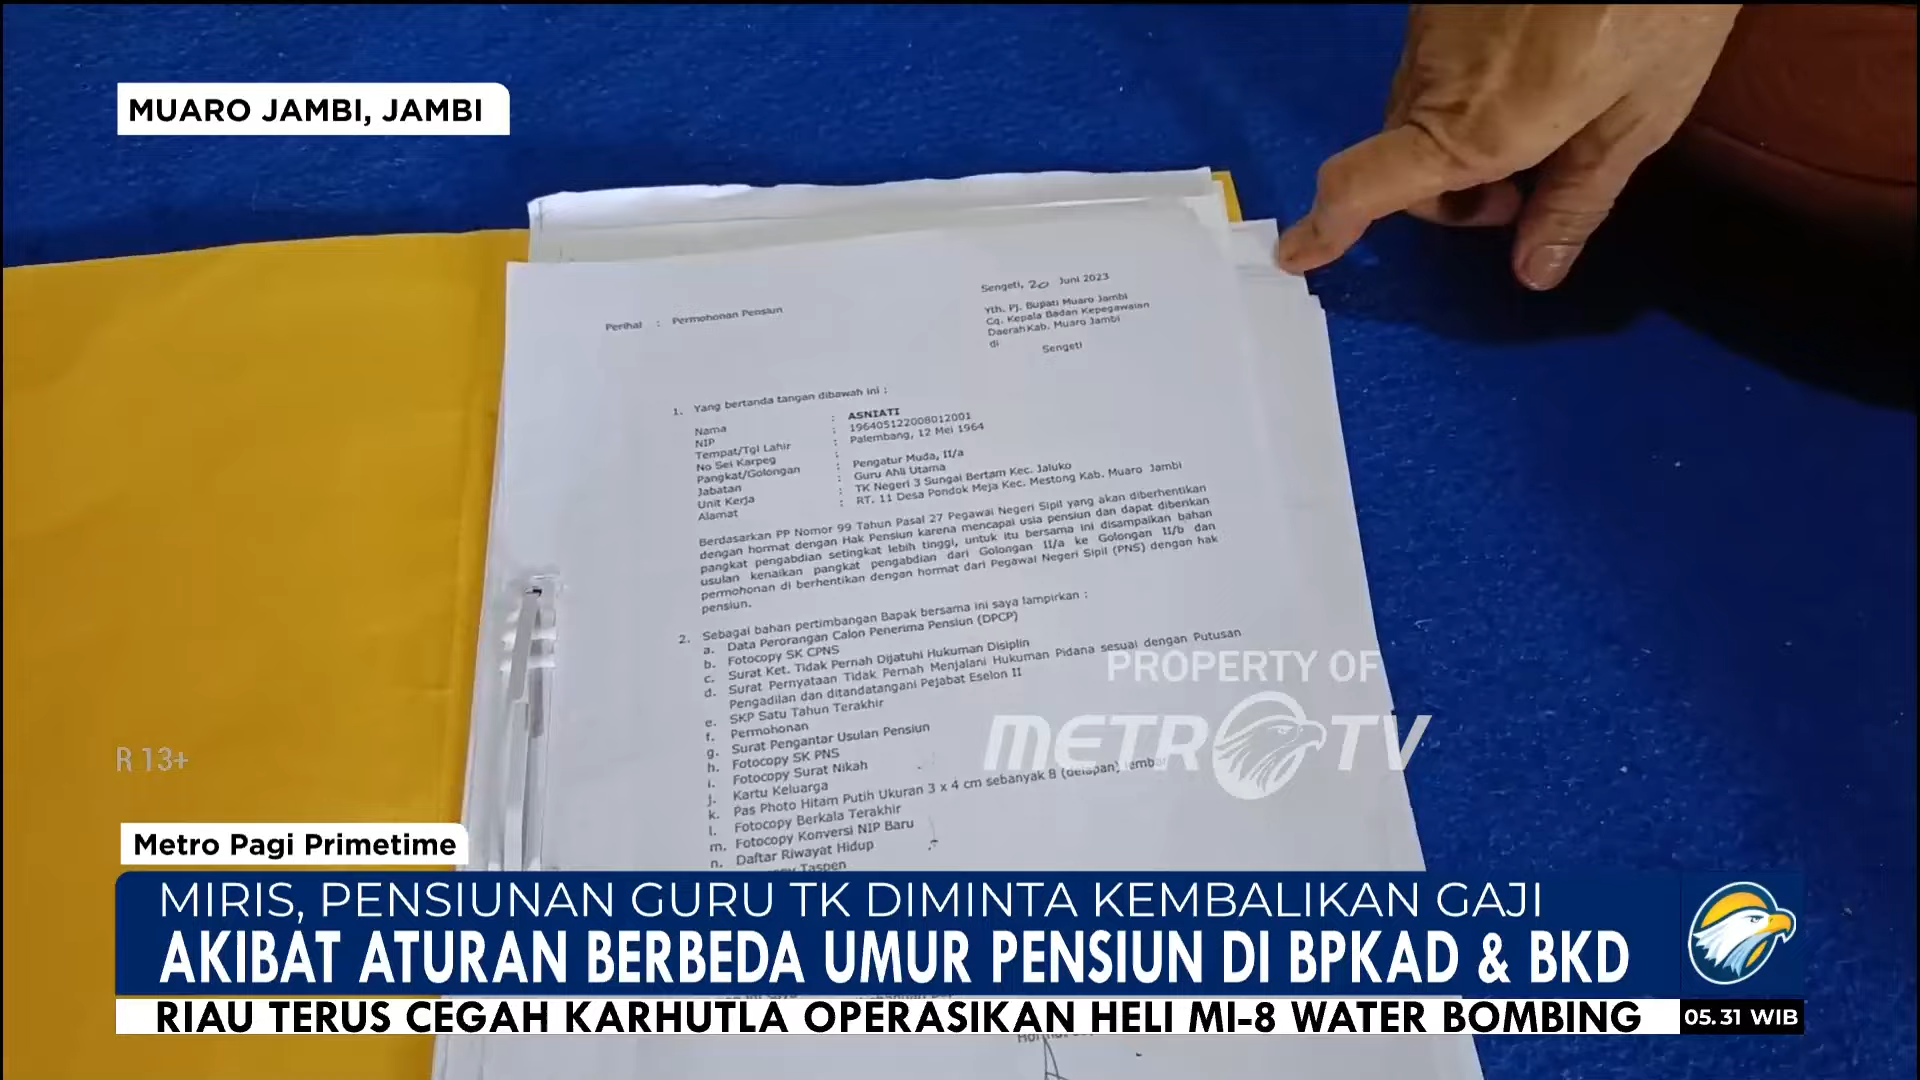 MUARO JAMBI, JAMBI
Sengeti, 20 Juni 2023
Perihal : Permohonan Pensiun
Yth. Pj. Bupati Muaro Jambi
Cq. Kepala Badan Kepegawaian
DaerahKab. Muaro Jambi
di
Sengeti
1. Yang bertanda tangan dibawah ini :
Nama : ASNIATI
NIP : 196405122008012001
Tempat/Tgl Lahir : Palembang, 12 Mei 1964
No Sei Karpeg :
Pangkat/Golongan : Pengatur Muda, II/a
Jabatan : Guru Ahli Utama
Unit Kerja : TK Negeri 3 Sungai Bertam Kec. Jaluko
Alamat : RT. 11 Desa Pondok Meja Kec. Mestong Kab. Muaro Jambi
Berdasarkan PP Nomor 99 Tahun Pasal 27 Pegawai Negeri Sipil yang akan diberhentikan
dengan hormat dengan Hak Pensiun karena mencapai usia pensiun dan dapat diberikan
pangkat pengabdian setingkat lebih tinggi, untuk itu bersama ini disampaikan bahan
usulan kenaikan pangkat pengabdian dari Golongan II/a ke Golongan II/b dan
permohonan di berhentikan dengan hormat dari Pegawai Negeri Sipil (PNS) dengan hak
pensiun.
2. Sebagai bahan pertimbangan Bapak bersama ini saya lampirkan :
a. Data Perorangan Calon Penerima Pensiun (DPCP)
b. Fotocopy SK CPNS
c. Surat Ket. Tidak Pernah Dijatuhi Hukuman Disiplin
d. Surat Pernyataan Tidak Pernah Menjalani Hukuman Pidana sesuai dengan Putusan
Pengadilan dan ditandatangani Pejabat Eselon II
e. SKP Satu Tahun Terakhir
f. Permohonan
g. Surat Pengantar Usulan Pensiun
h. Fotocopy SK PNS
i. Fotocopy Surat Nikah
j. Kartu Keluarga
k. Pas Photo Hitam Putih Ukuran 3 x 4 cm sebanyak 8 (delapan) lembar
l. Fotocopy Berkala Terakhir
m. Fotocopy Konversi NIP Baru
n. Daftar Riwayat Hidup
Taspen
PROPERTY OF
METRO TV
R 13+
Metro Pagi Primetime
MIRIS, PENSIUNAN GURU TK DIMINTA KEMBALIKAN GAJI
AKIBAT ATURAN BERBEDA UMUR PENSIUN DI BPKAD & BKD
RIAU TERUS CEGAH KARHUTLA OPERASIKAN HELI MI-8 WATER BOMBING
05.31 WIB